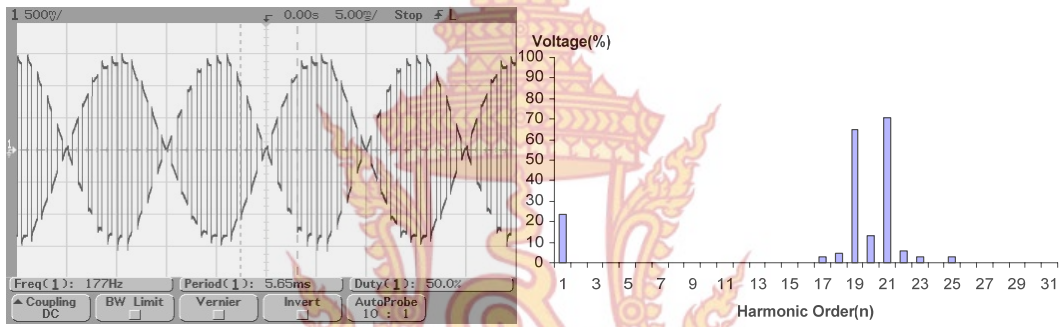 1 500㎷/ 0.00s 5.00㎳/ Stop L
Freq(1): 177Hz Period(1): 5.65ms Duty(1): 50.0%
Coupling BW Limit Vernier Invert AutoProbe
DC 10 : 1
Voltage(%)
100
90
80
70
60
50
40
30
20
10
0
1 3 5 7 9 11 13 15 17 19 21 23 25 27 29 31
Harmonic Order(n)